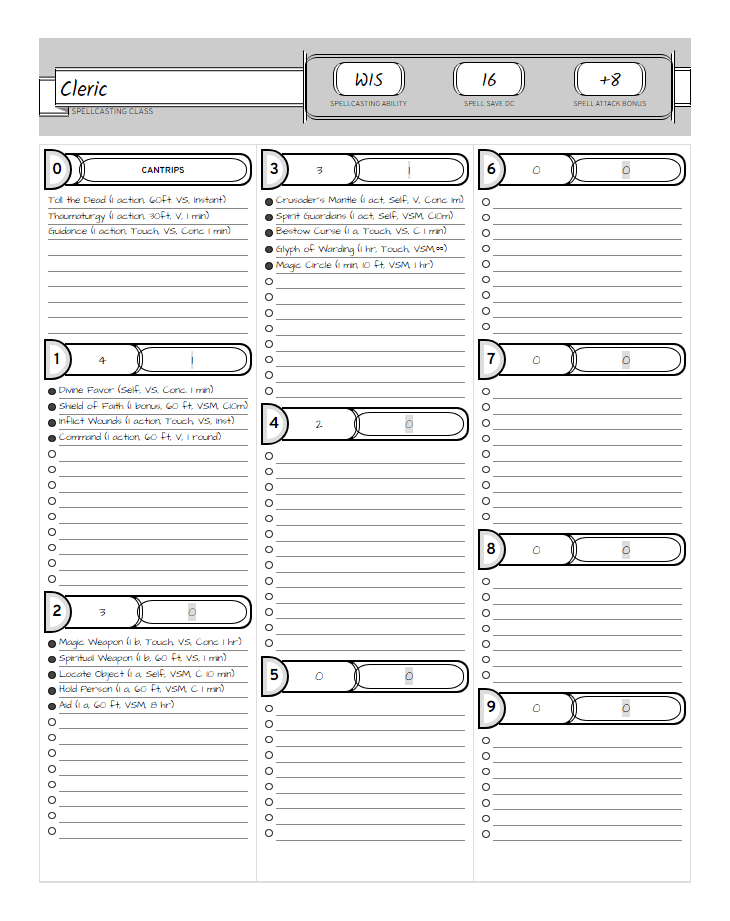 Cleric
SPELLCASTING CLASS
WIS
SPELLCASTING ABILITY
16
SPELL SAVE DC
+8
SPELL ATTACK BONUS
0 CANTRIPS
Toll the Dead (1 action, 60ft. VS, Instant)
Thaumaturgy (1 action, 30ft, V, 1 min)
Guidance (1 action, Touch, VS, Conc 1 min)
1 4 1
Divine Favor (Self, VS, Conc. 1 min)
Shield of Faith (1 bonus, 60 ft, VSM, C10m)
Inflict Wounds (1 action, Touch, VS, Inst)
Command (1 action, 60 ft, V, 1 round)
2 3 0
Magic Weapon (1 b, Touch, VS, Conc 1 hr)
Spiritual Weapon (1 b, 60 ft, VS, 1 min)
Locate Object (1 a, Self, VSM, C 10 min)
Hold Person (1 a, 60 ft, VSM, C 1 min)
Aid (1 a, 60 ft, VSM, 8 hr)
3 3 1
Crusader's Mantle (1 act, Self, V, Conc 1m)
Spirit Guardians (1 act, Self, VSM, C10m)
Bestow Curse (1 a, Touch, VS, C 1 min)
Glyph of Warding (1 hr, Touch, VSM,∞)
Magic Circle (1 min, 10 ft, VSM, 1 hr)
4 2 0
5 0 0
6 0 0
7 0 0
8 0 0
9 0 0